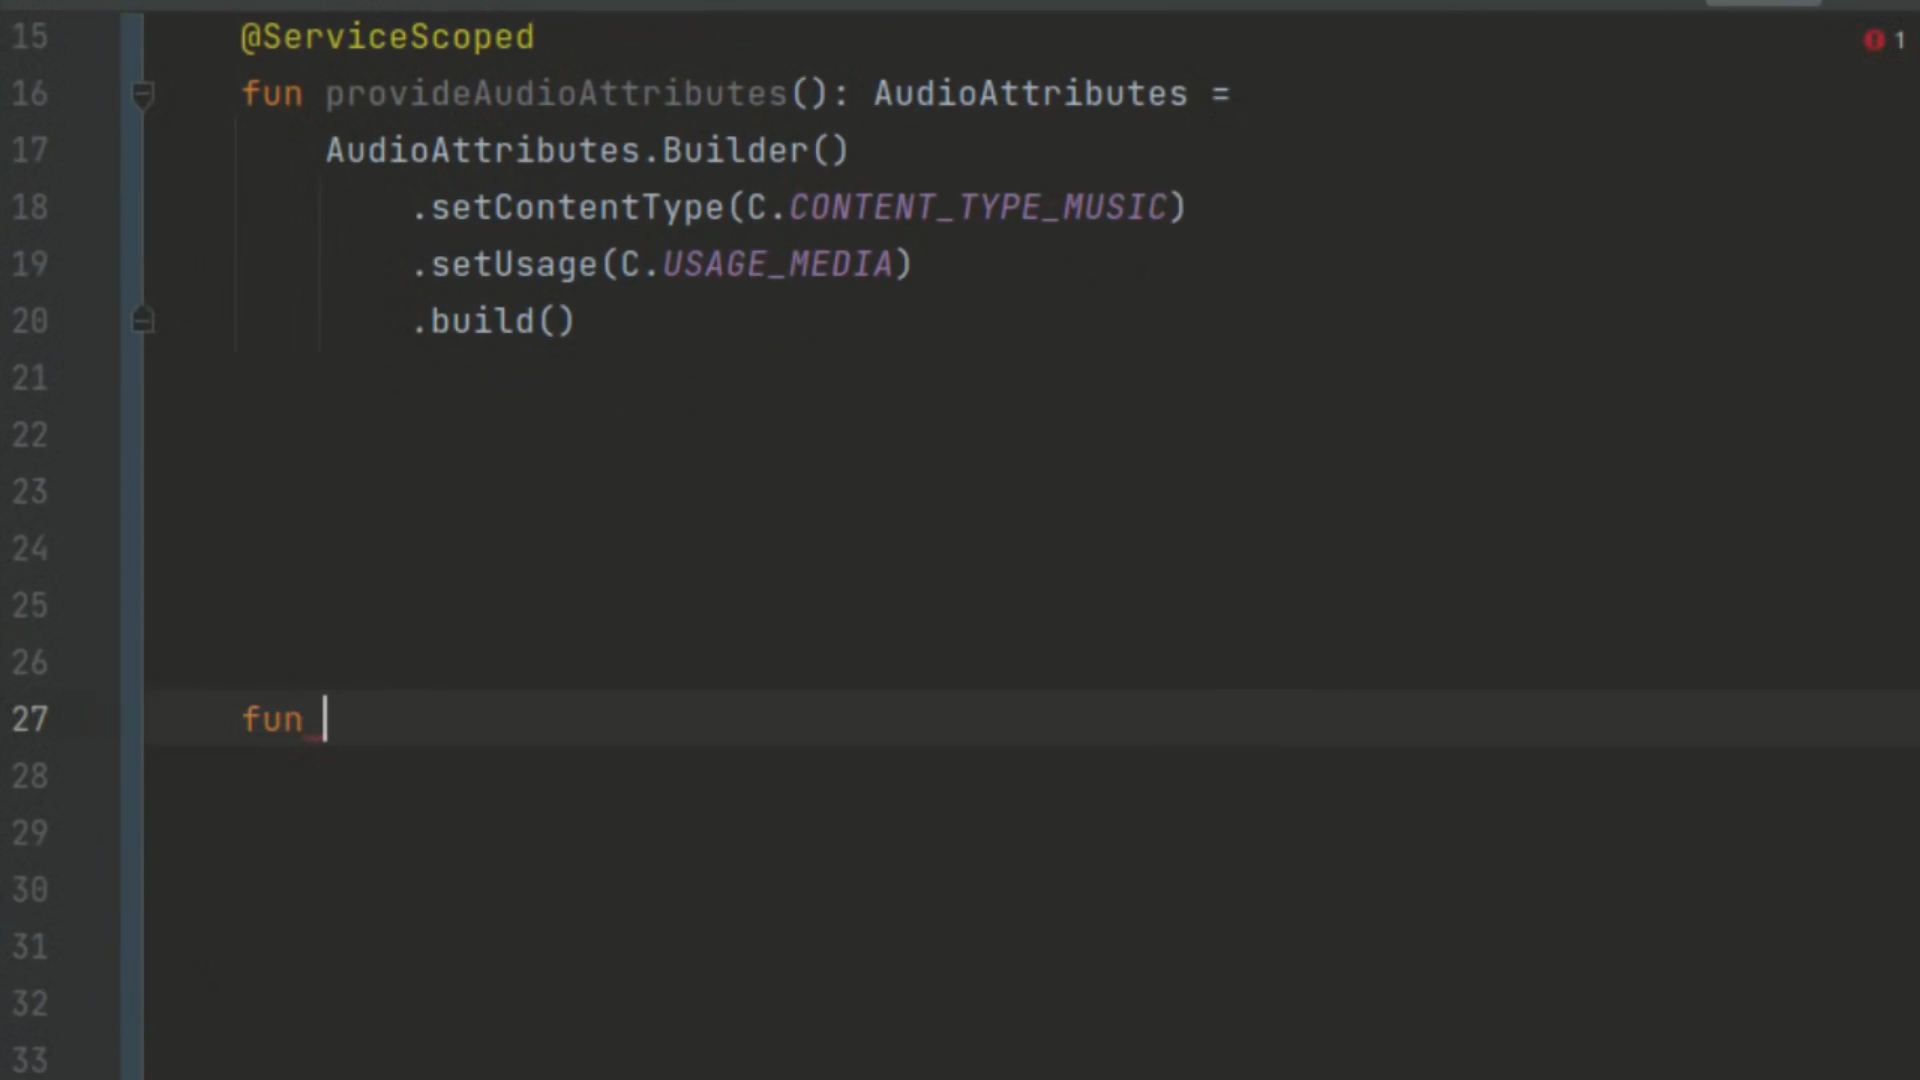 15 @ServiceScoped 1
16 fun provideAudioAttributes(): AudioAttributes =
17 AudioAttributes.Builder()
18 .setContentType(C.CONTENT_TYPE_MUSIC)
19 .setUsage(C.USAGE_MEDIA)
20 .build()
21
22
23
24
25
26
27 fun
28
29
30
31
32
33